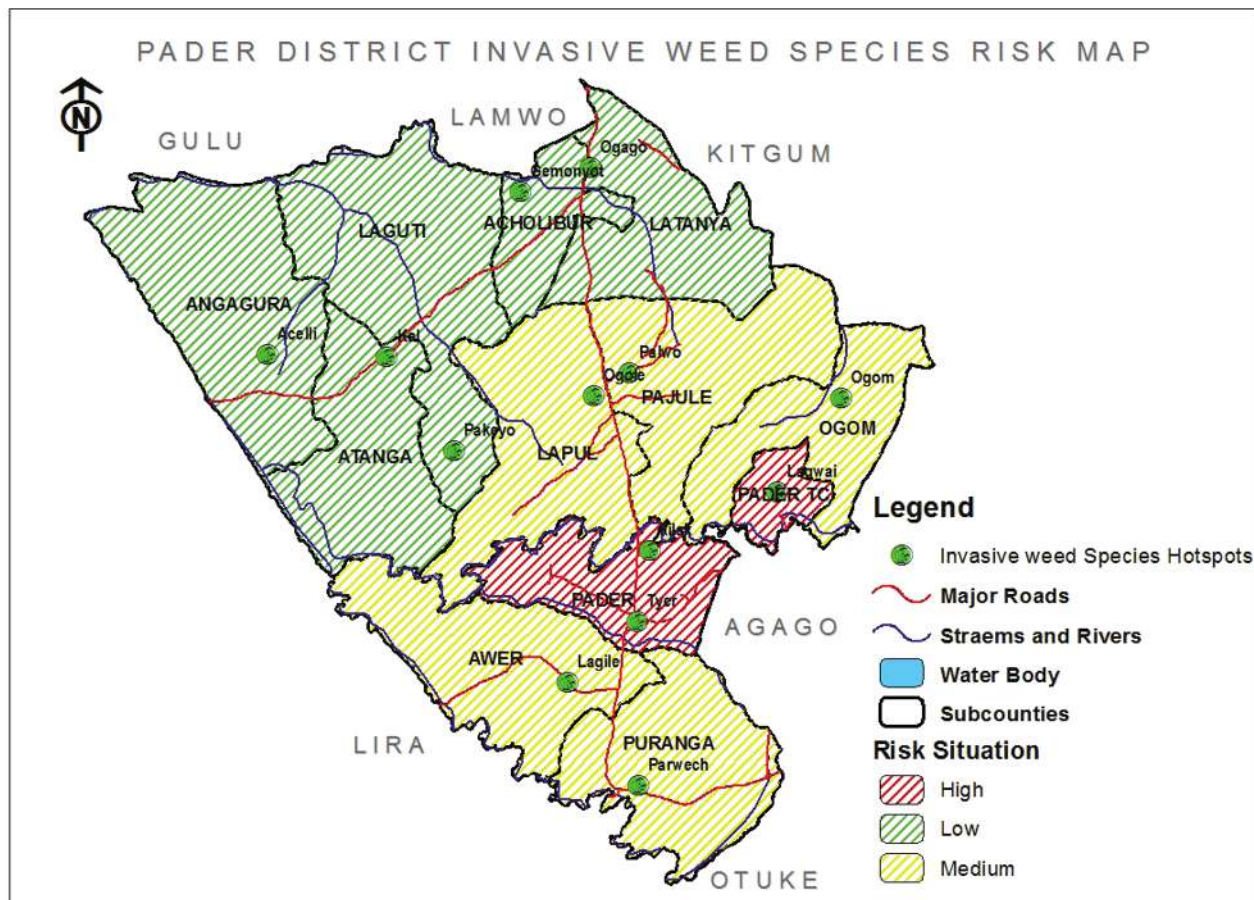 PADER DISTRICT INVASIVE WEED SPECIES RISK MAP
N
GULU
LAMWO
KITGUM
Ogago
Gemonyot
ACHOLIBUR
LATANYA
LAGUTI
ANGAGURA
Acelli
Kal
Palwo
Ogole
PAJULE
Ogom
OGOM
Pakeyo
ATANGA
LAPUL
Lagwai
PADER TC
PADER
Tyer
AGAGO
AWER
Lagile
LIRA
PURANGA
Parwech
OTUKE
Legend
Invasive weed Species Hotspots
Major Roads
Straems and Rivers
Water Body
Subcounties
Risk Situation
High
Low
Medium